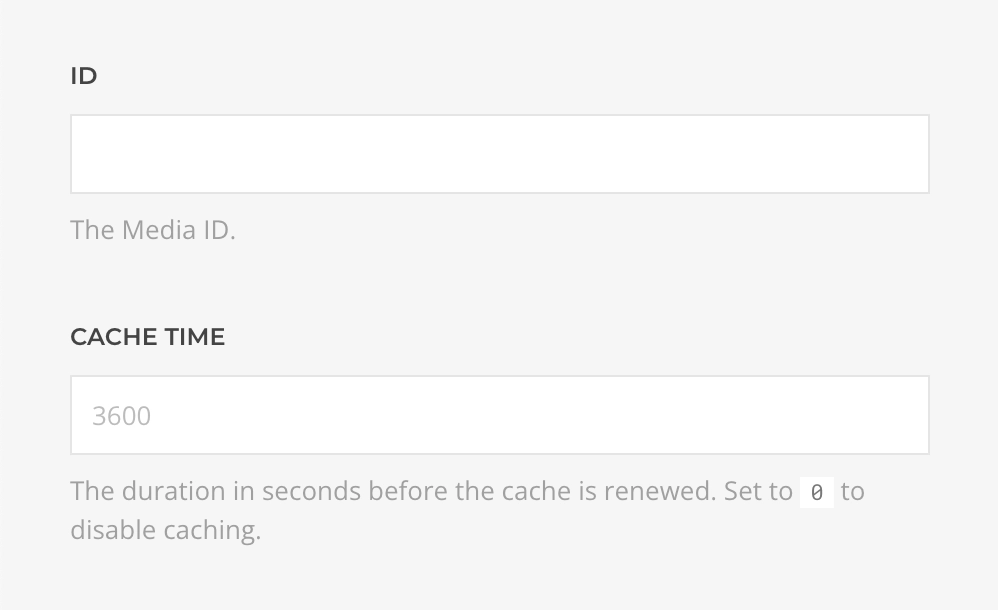 ID
The Media ID.
CACHE TIME
3600
The duration in seconds before the cache is renewed. Set to 0 to
disable caching.